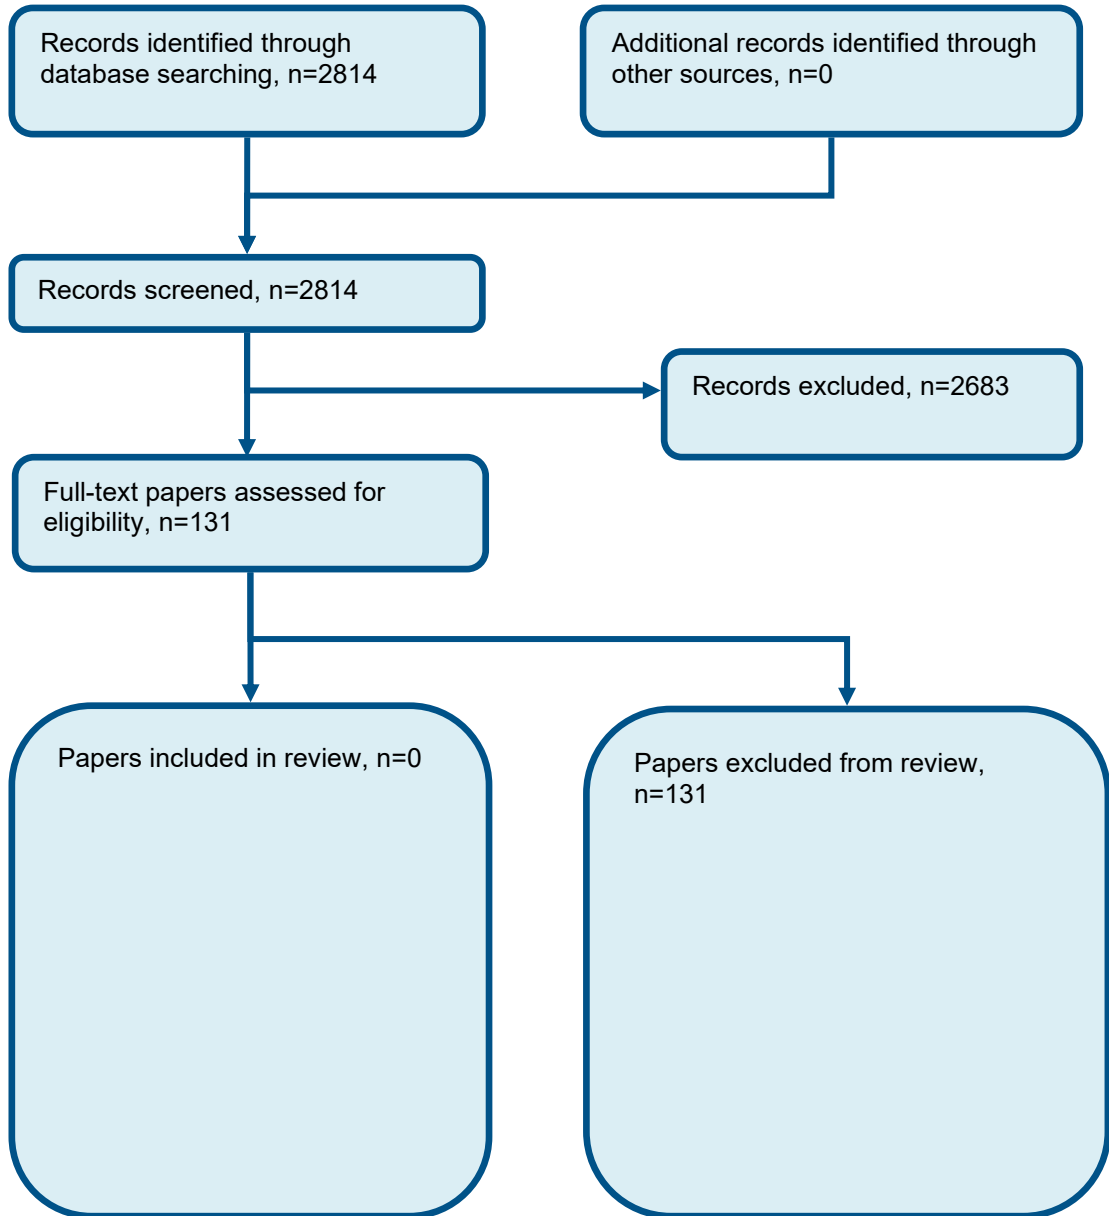 Records identified through
database searching, n=2814
Additional records identified through
other sources, n=0
Records screened, n=2814
Records excluded, n=2683
Full-text papers assessed for
eligibility, n=131
Papers included in review, n=0
Papers excluded from review,
n=131